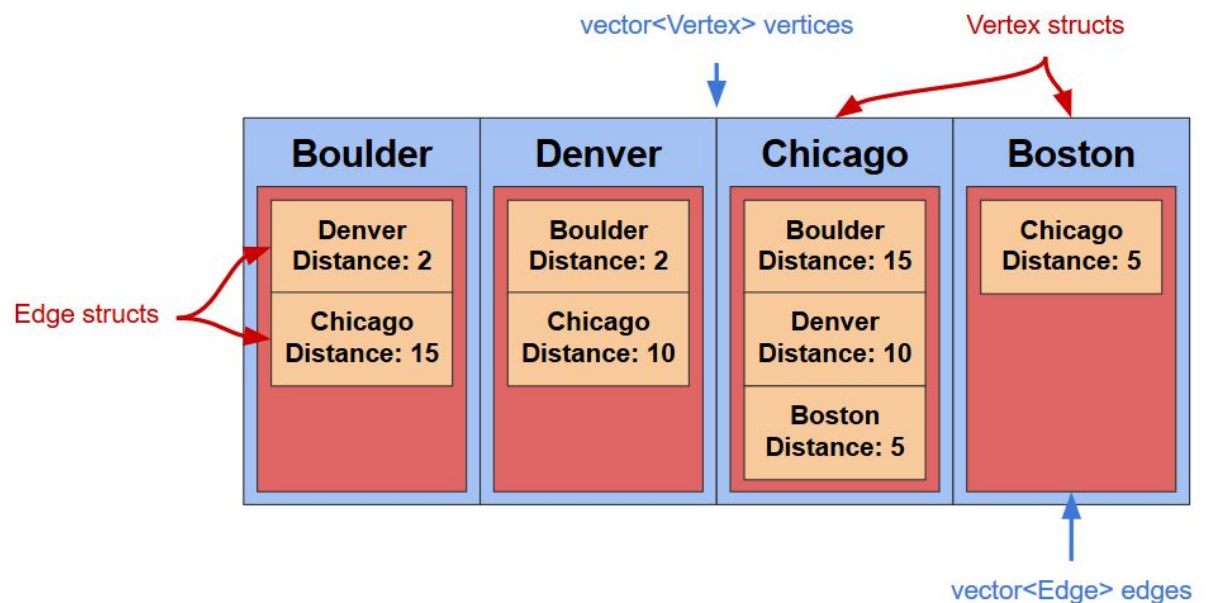 vector<Vertex> vertices
Vertex structs
Boulder
Denver
Chicago
Boston
Edge structs
Denver
Distance: 2
Chicago
Distance: 15
Boulder
Distance: 2
Chicago
Distance: 10
Boulder
Distance: 15
Denver
Distance: 10
Boston
Distance: 5
Chicago
Distance: 5
vector<Edge> edges